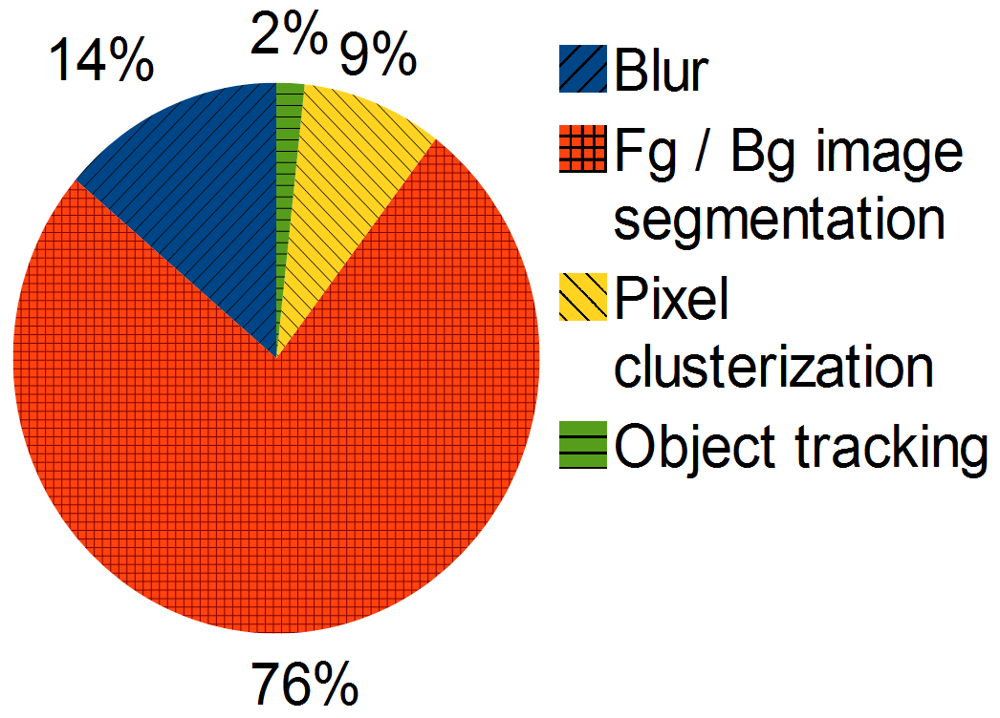 2%
9%
14%
76%
Blur
Fg / Bg image
segmentation
Pixel
clusterization
Object tracking